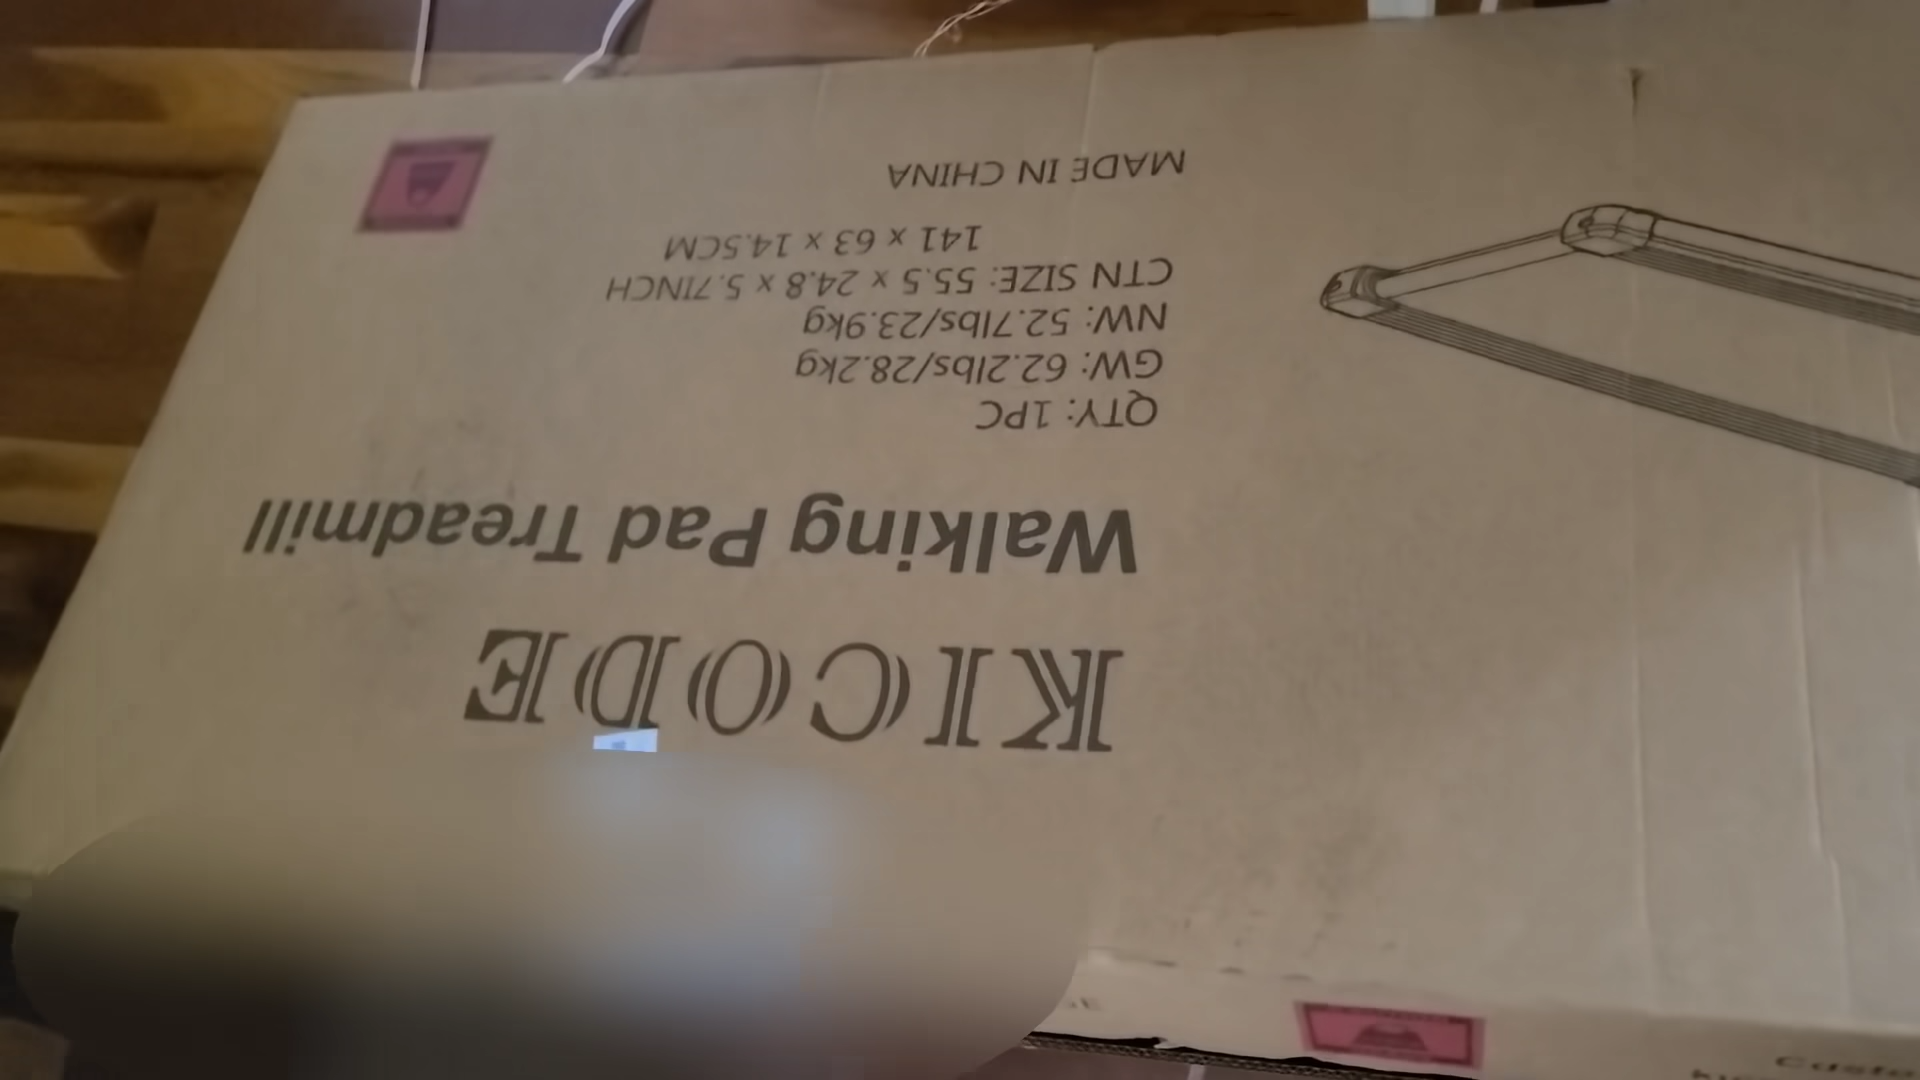 KICODE
Walking Pad Treadmill
QTY: 1PC
GW: 62.2lbs/28.2kg
NW: 52.7lbs/23.9kg
CTN SIZE: 55.5 x 24.8 x 5.7INCH
141 x 63 x 14.5CM
MADE IN CHINA